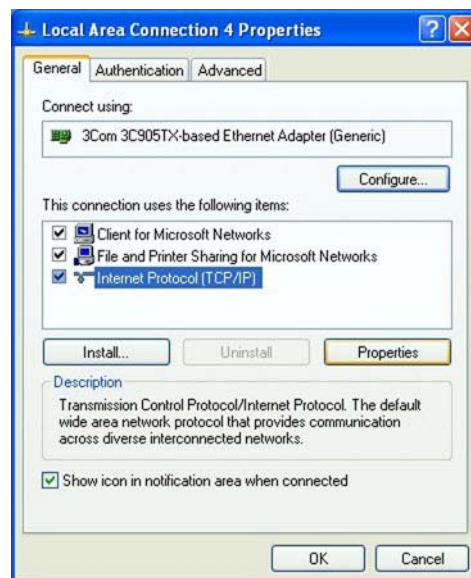 Local Area Connection 4 Properties
General Authentication Advanced
Connect using:
3Com 3C905TX-based Ethernet Adapter (Generic)
Configure...
This connection uses the following items:
Client for Microsoft Networks
File and Printer Sharing for Microsoft Networks
Internet Protocol (TCP/IP)
Install... Uninstall Properties
Description
Transmission Control Protocol/Internet Protocol. The default
wide area network protocol that provides communication
across diverse interconnected networks.
Show icon in notification area when connected
OK Cancel